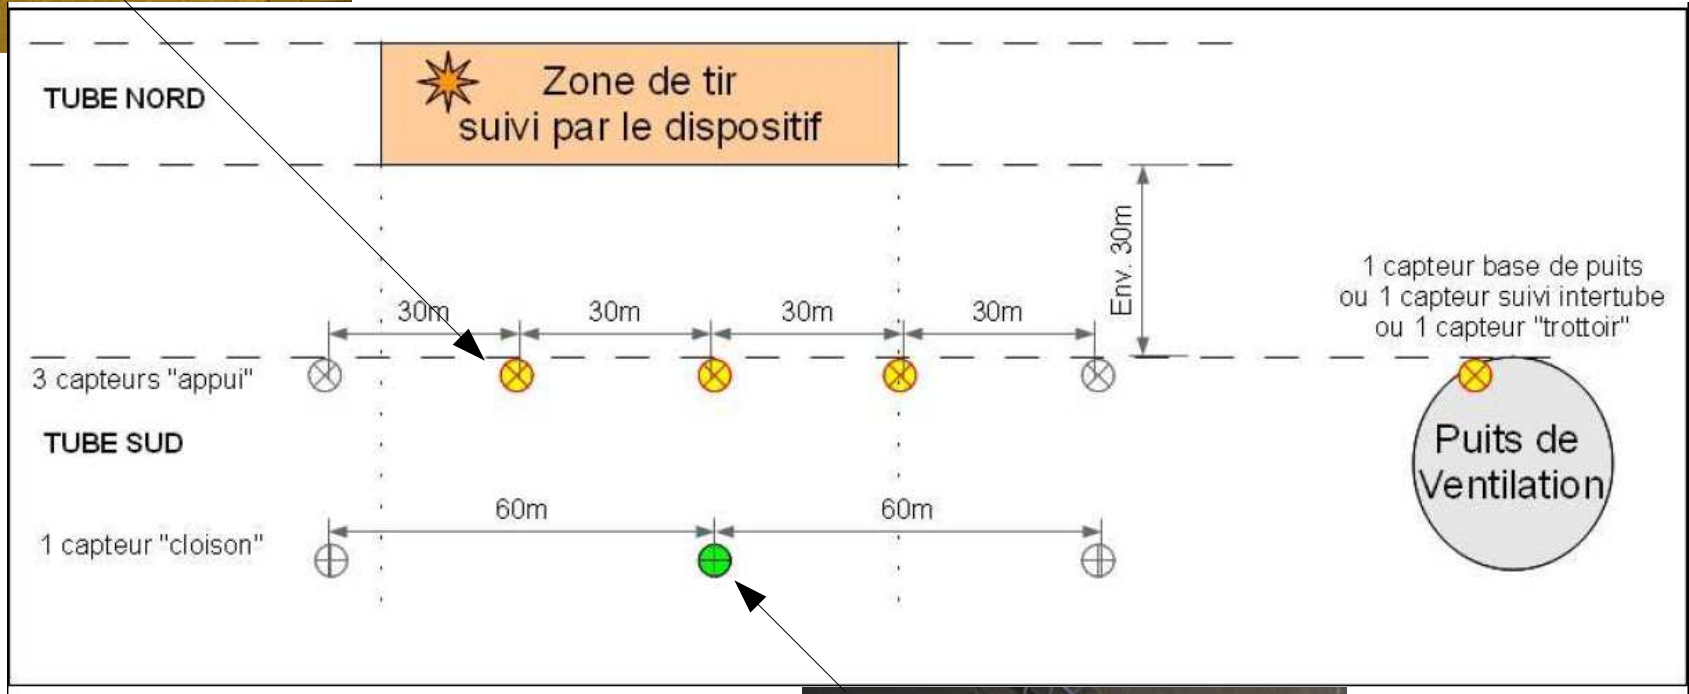 TUBE NORD
Zone de tir
suivi par le dispositif
Env. 30m
1 capteur base de puits
ou 1 capteur suivi intertube
ou 1 capteur "trottoir"
30m
30m
30m
30m
3 capteurs "appui"
TUBE SUD
Puits de
Ventilation
60m
60m
1 capteur "cloison"